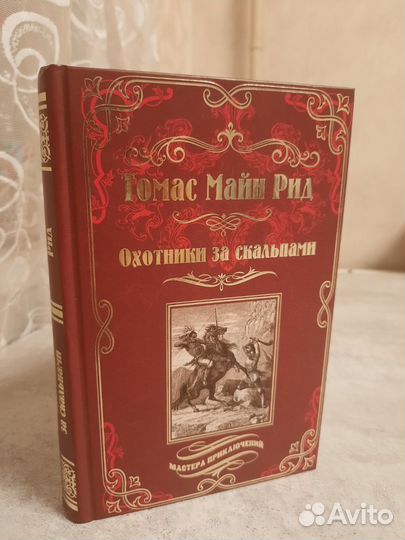 Томас Майн Рид
Охотники за скальпами
Мастера приключений
Рид
за скальпами
Avito